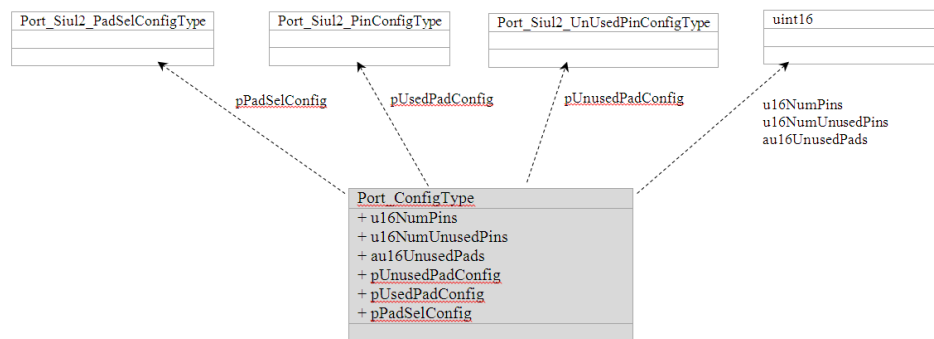 Port_Siul2_PadSelConfigType
Port_Siul2_PinConfigType
Port_Siul2_UnUsedPinConfigType
uint16
pPadSelConfig
pUsedPadConfig
pUnusedPadConfig
u16NumPins
u16NumUnusedPins
au16UnusedPads
Port_ConfigType
+ u16NumPins
+ u16NumUnusedPins
+ au16UnusedPads
+ pUnusedPadConfig
+ pUsedPadConfig
+ pPadSelConfig